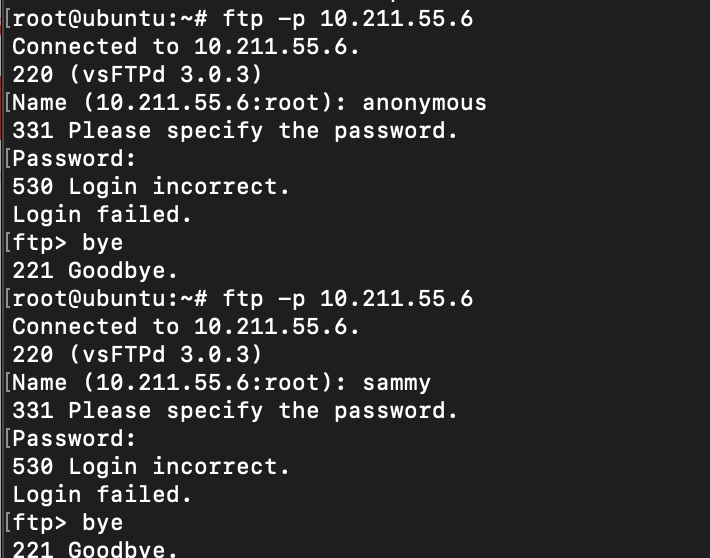 [root@ubuntu:~# ftp -p 10.211.55.6
Connected to 10.211.55.6.
220 (vsFTPd 3.0.3)
[Name (10.211.55.6:root): anonymous
331 Please specify the password.
[Password:
530 Login incorrect.
Login failed.
[ftp> bye
221 Goodbye.
[root@ubuntu:~# ftp -p 10.211.55.6
Connected to 10.211.55.6.
220 (vsFTPd 3.0.3)
[Name (10.211.55.6:root): sammy
331 Please specify the password.
[Password:
530 Login incorrect.
Login failed.
[ftp> bye
221 Goodbye.